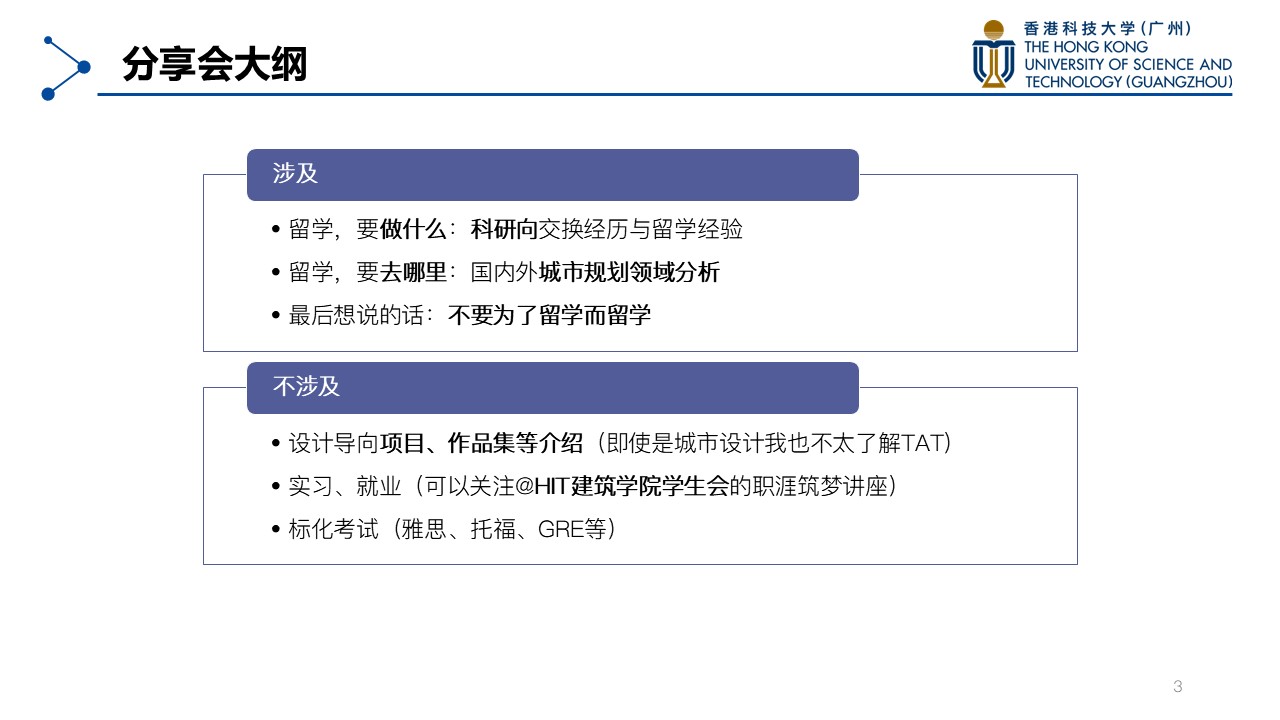 分享会大纲
香港科技大学(广州)
THE HONG KONG
UNIVERSITY OF SCIENCE AND
TECHNOLOGY (GUANGZHOU)
涉及
• 留学，要做什么：科研向交换经历与留学经验
• 留学，要去哪里：国内外城市规划领域分析
• 最后想说的话：不要为了留学而留学
不涉及
• 设计导向项目、作品集等介绍（即使是城市设计我也不太了解TAT）
• 实习、就业（可以关注@HIT建筑学院学生会的职涯筑梦讲座）
• 标化考试（雅思、托福、GRE等）
3